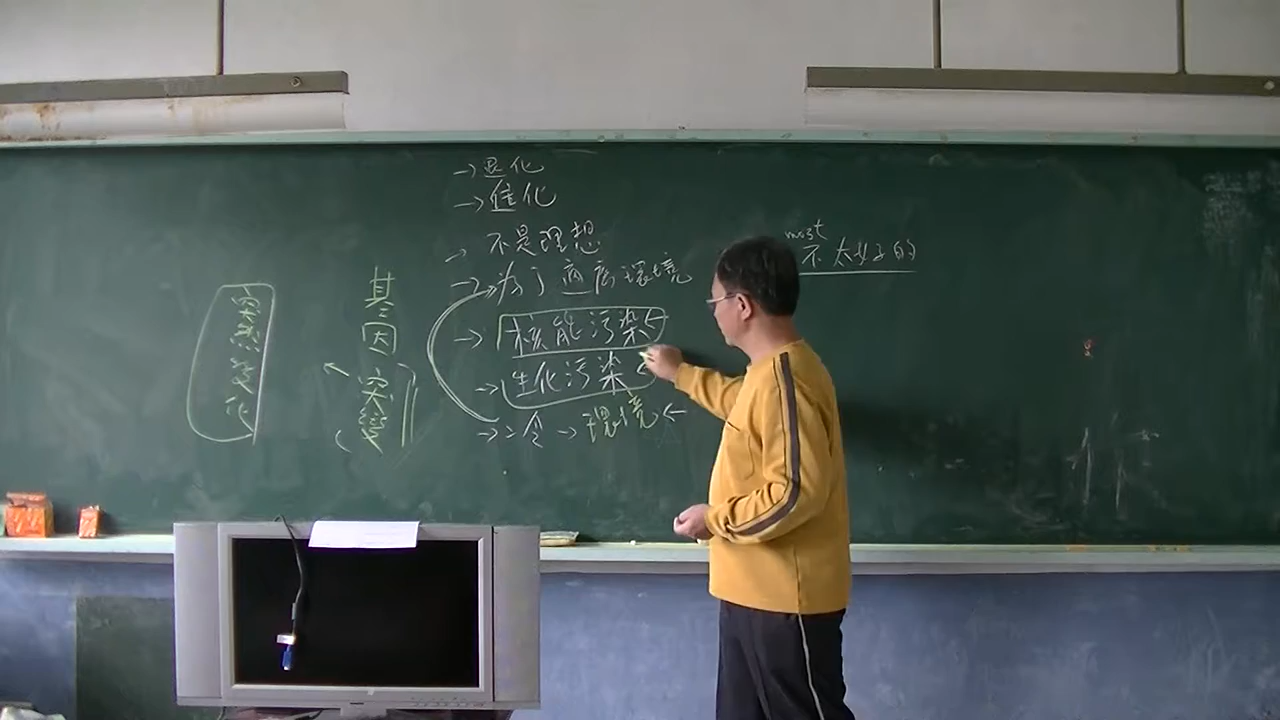 突然變化
基因突變
→退化
→進化
→不是理想
→為了適應環境
→核能污染←
→生化污染←
→㇀令→環境←
most
不太好的